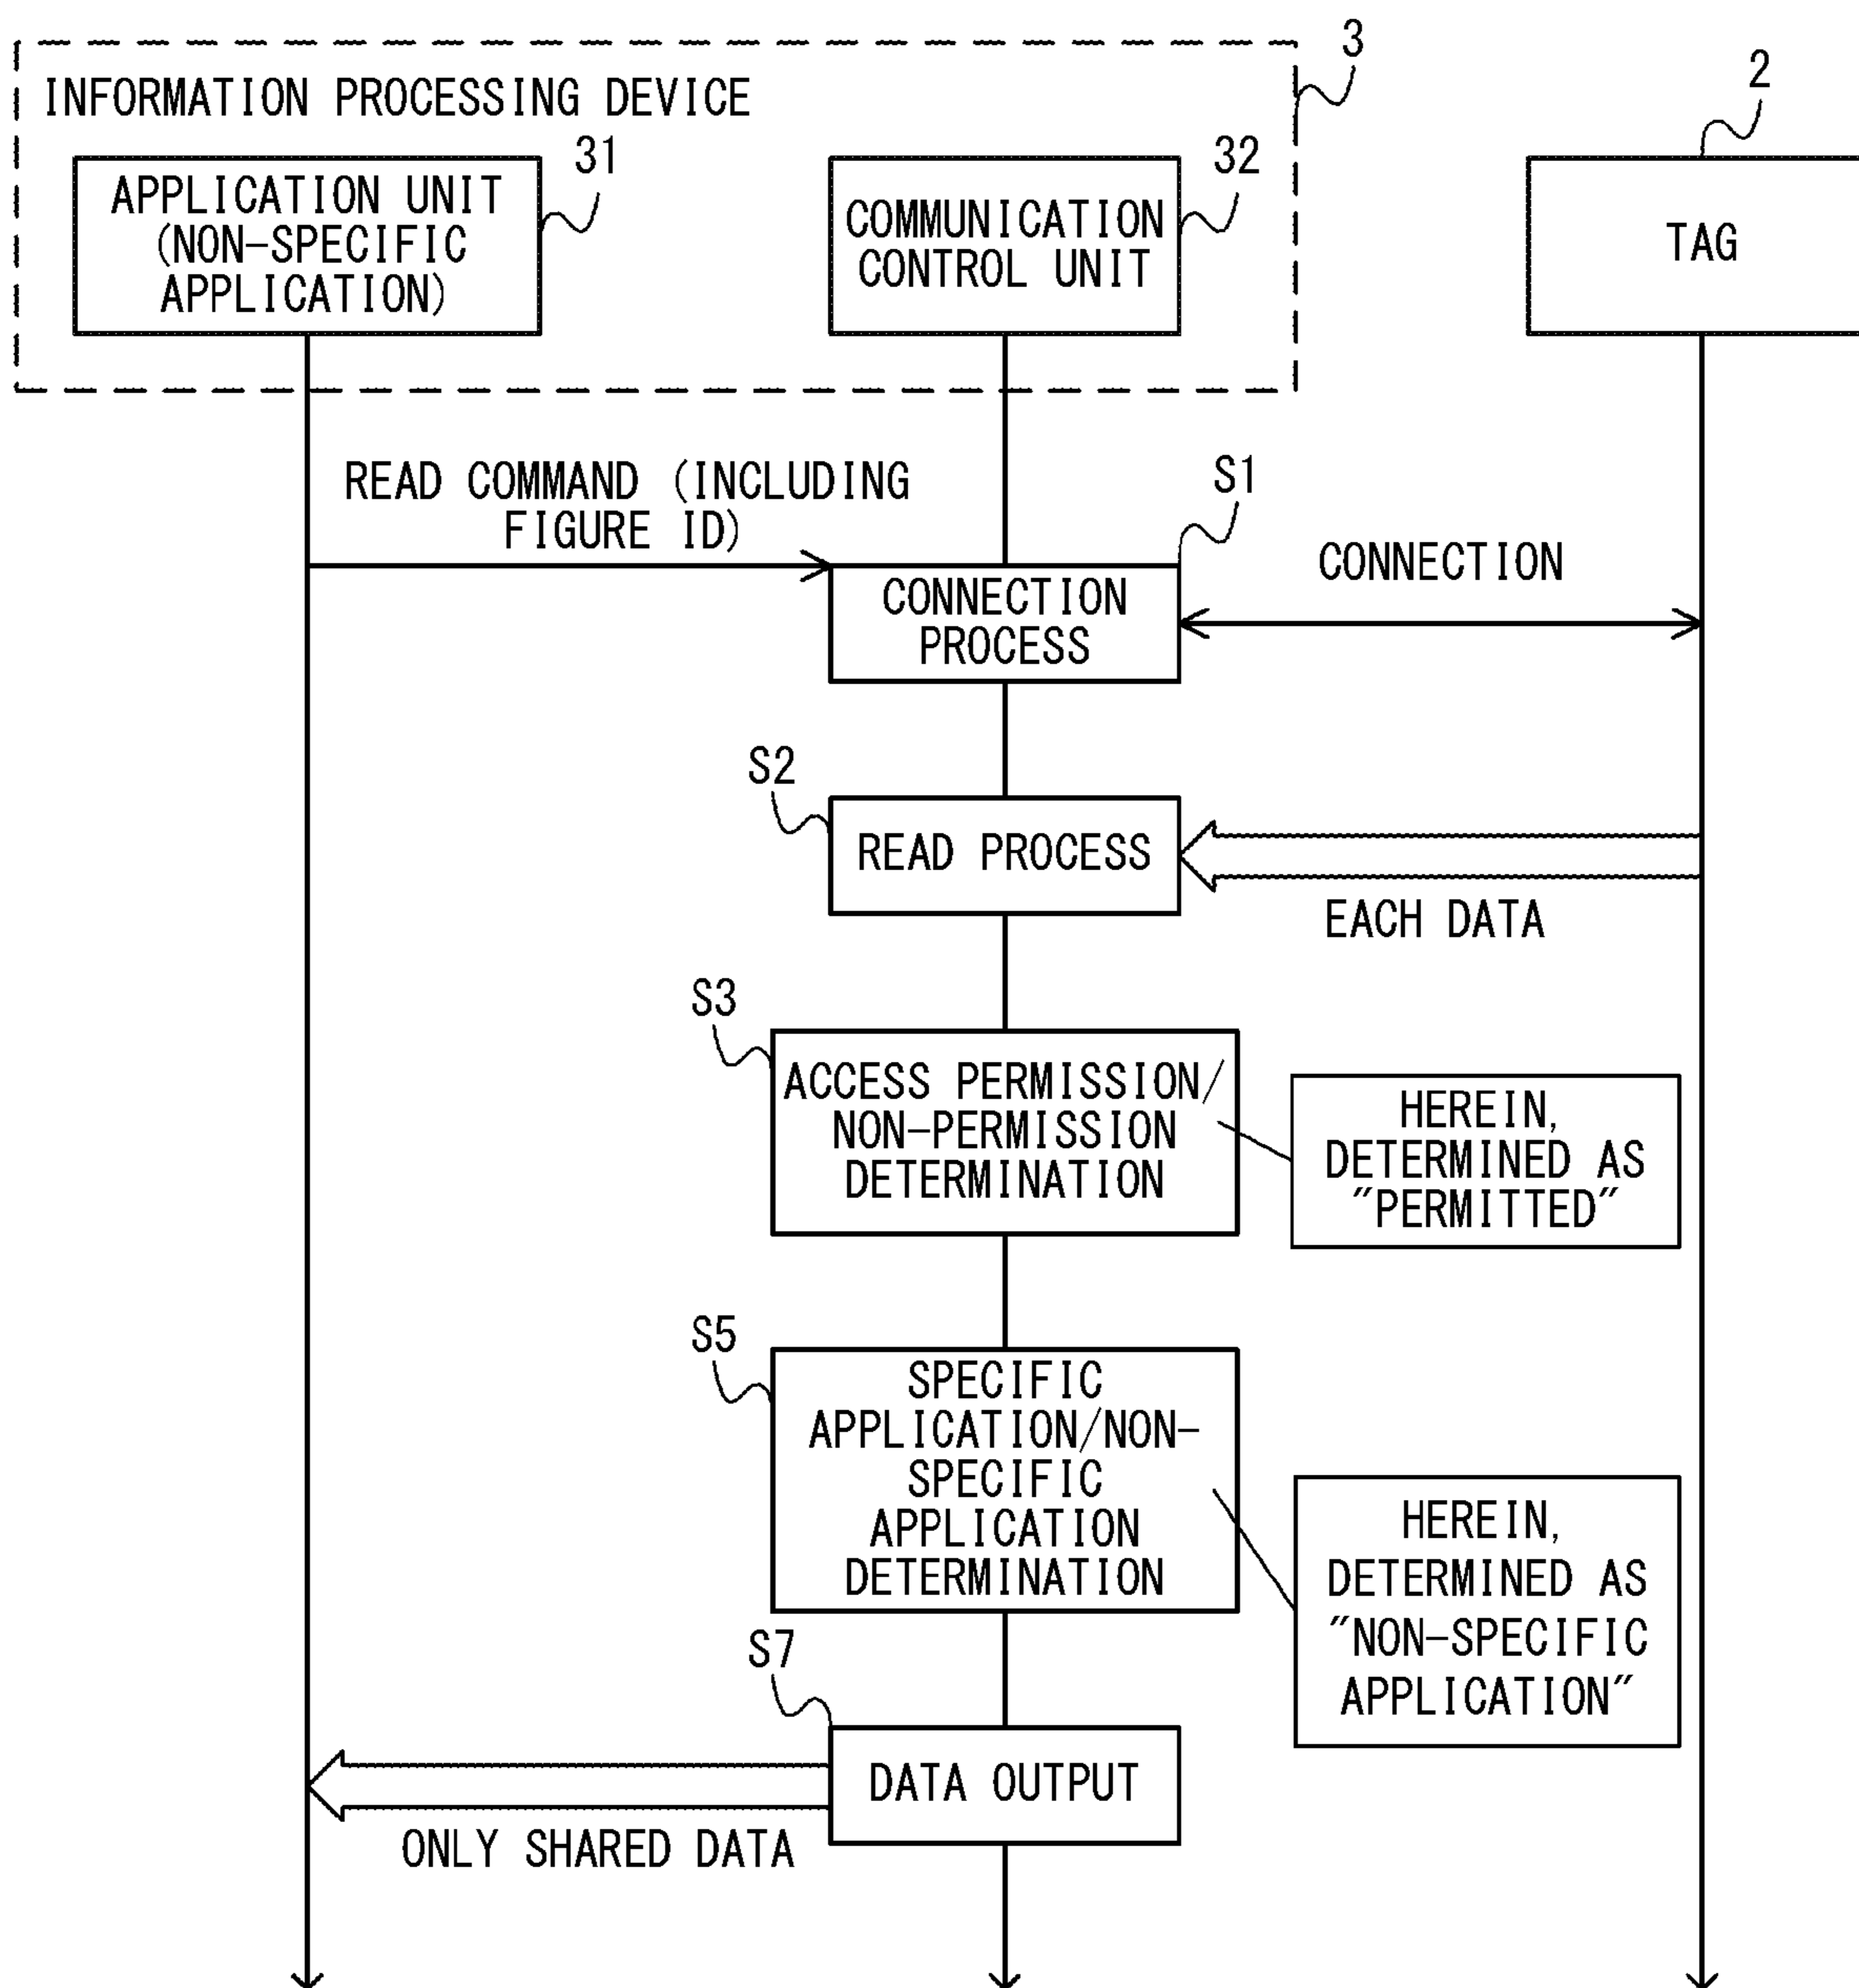 3
2
INFORMATION PROCESSING DEVICE
31
32
APPLICATION UNIT
(NON-SPECIFIC
APPLICATION)
COMMUNICATION
CONTROL UNIT
TAG
READ COMMAND (INCLUDING
FIGURE ID)
S1
CONNECTION
PROCESS
CONNECTION
S2
READ PROCESS
EACH DATA
S3
ACCESS PERMISSION/
NON-PERMISSION
DETERMINATION
HEREIN,
DETERMINED AS
"PERMITTED"
S5
SPECIFIC
APPLICATION/NON-
SPECIFIC
APPLICATION
DETERMINATION
HEREIN,
DETERMINED AS
"NON-SPECIFIC
APPLICATION"
S7
DATA OUTPUT
ONLY SHARED DATA